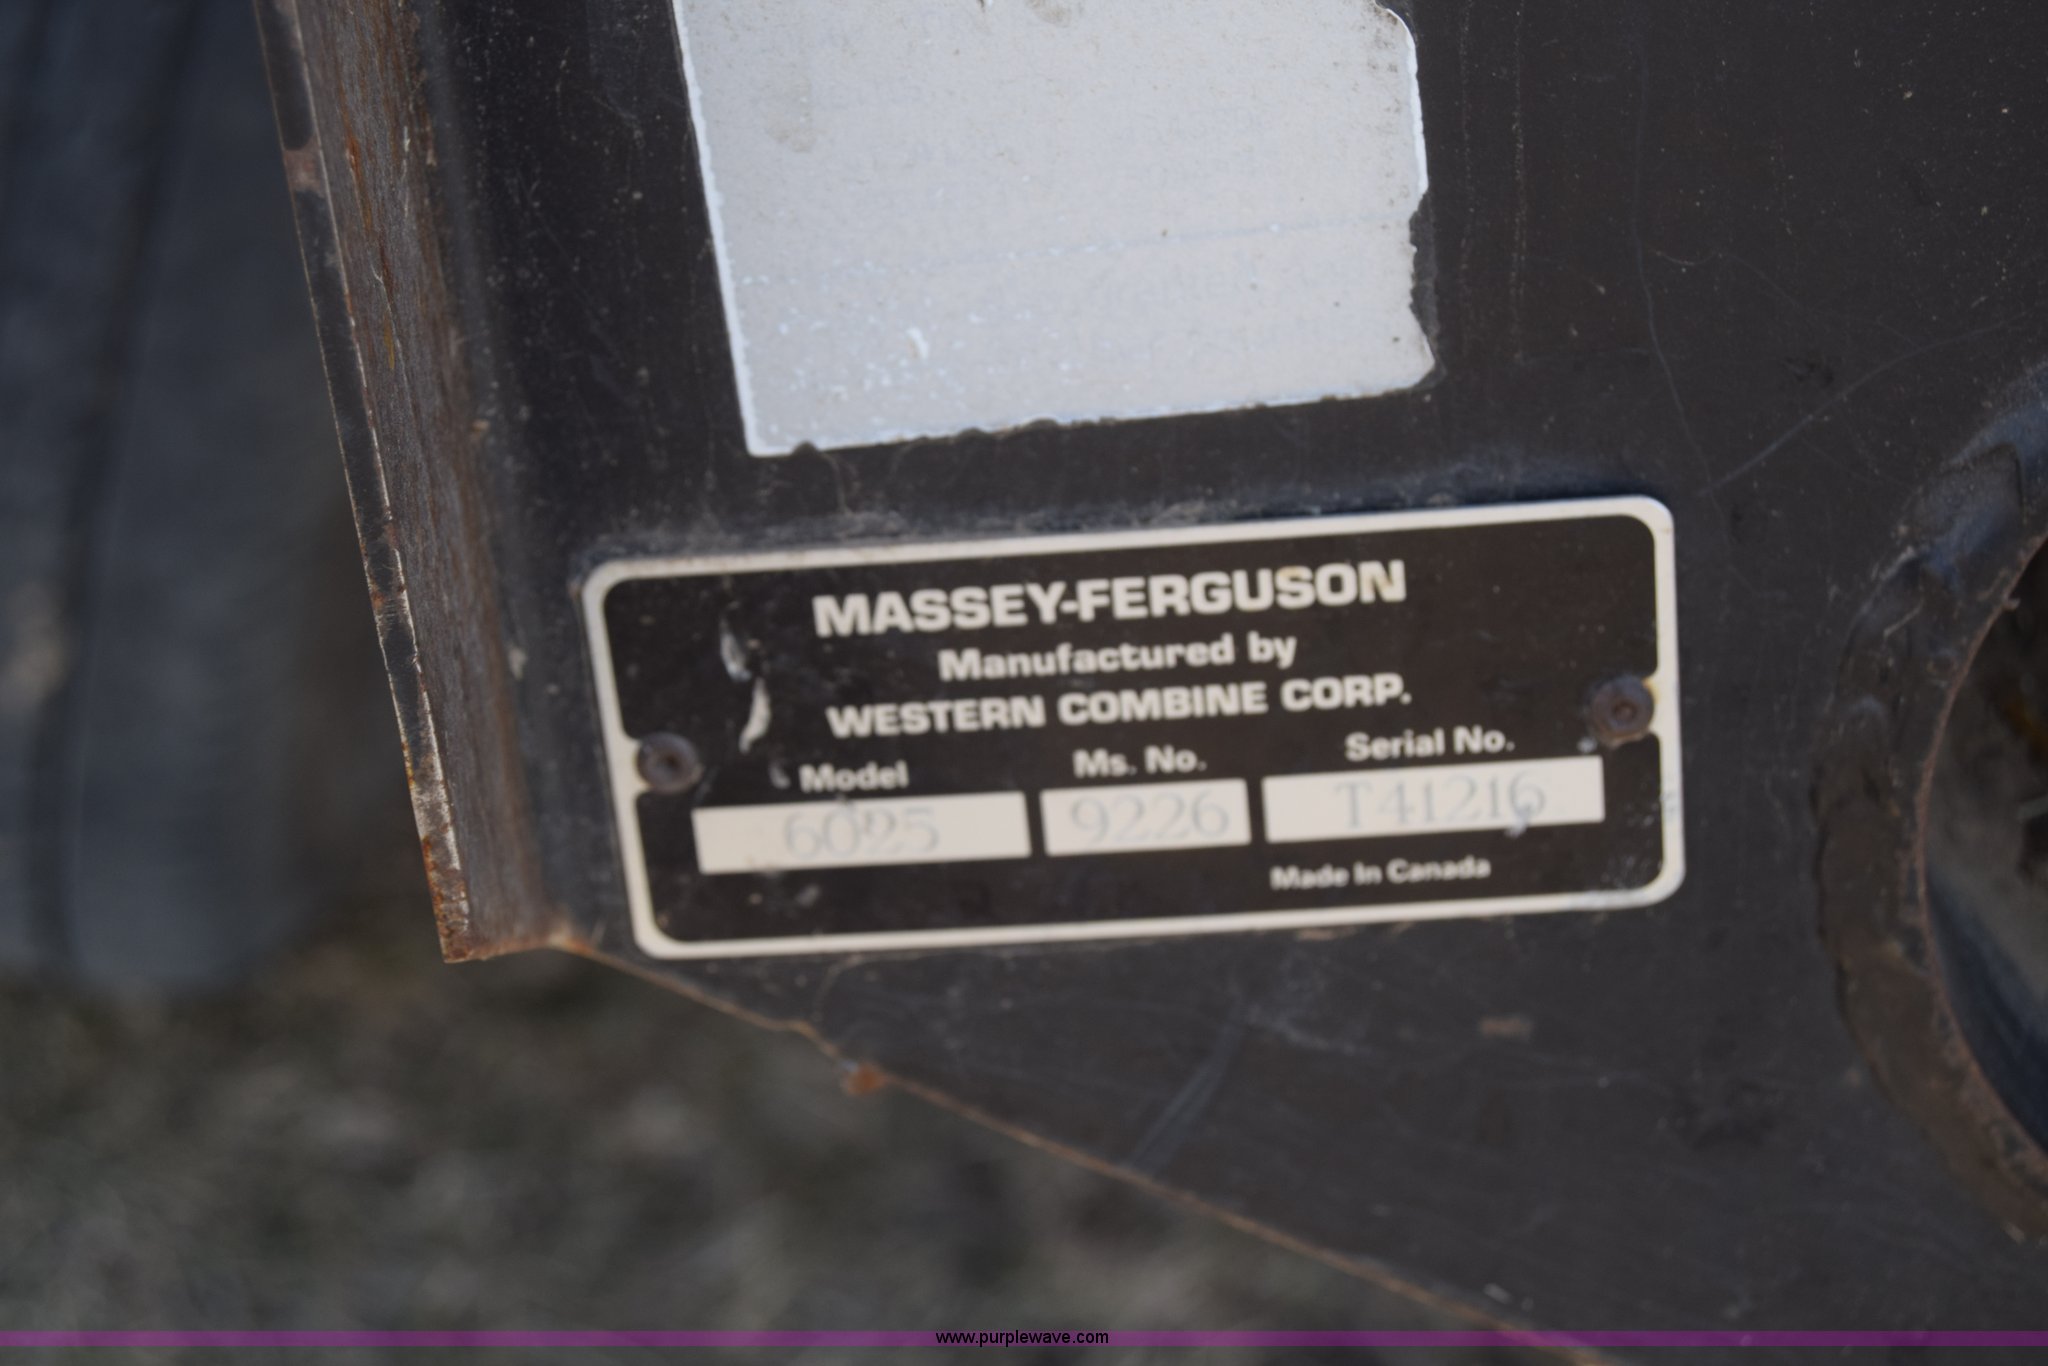 MASSEY-FERGUSON
Manufactured by
WESTERN COMBINE CORP.
Model Ms. No. Serial No.
6025 9226 T41216
Made In Canada
www.purplewave.com